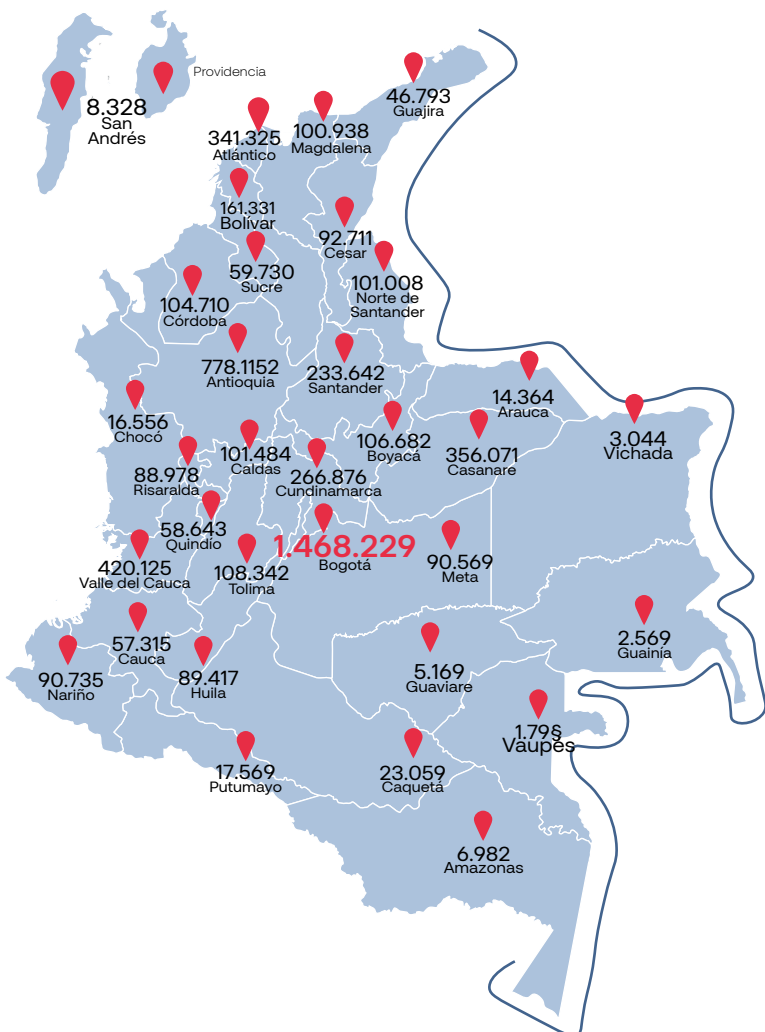 Providencia
8.328
San
Andrés
46.793
Guajira
341.325
Atlántico
100.938
Magdalena
161.331
Bolívar
92.711
Cesar
59.730
Sucre
101.008
Norte de
Santander
104.710
Córdoba
778.1152
Antioquia
233.642
Santander
14.364
Arauca
16.556
Chocó
101.484
Caldas
106.682
Boyacá
356.071
Casanare
3.044
Vichada
88.978
Risaralda
266.876
Cundinamarca
58.643
Quindío
1.468.229
Bogotá
90.569
Meta
420.125
Valle del Cauca
108.342
Tolima
57.315
Cauca
2.569
Guainía
90.735
Nariño
89.417
Huila
5.169
Guaviare
1.79§
Vaupés
17.569
Putumayo
23.059
Caquetá
6.982
Amazonas